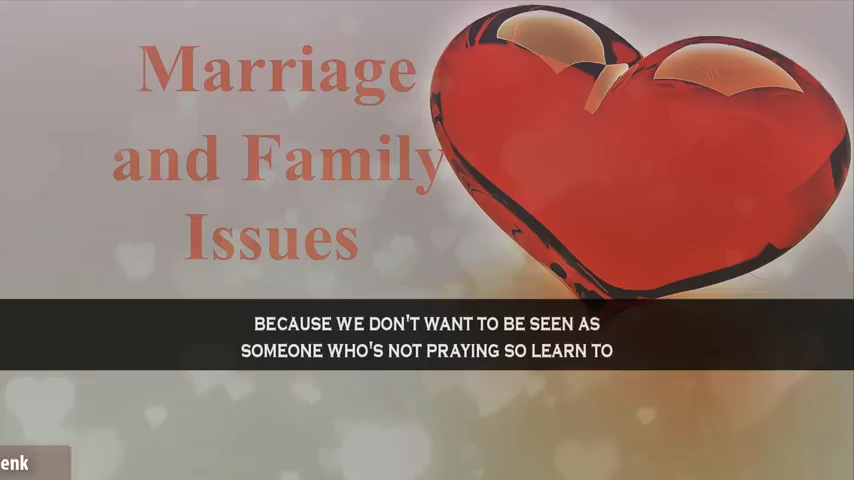 Marriage
and Family
Issues
BECAUSE WE DON'T WANT TO BE SEEN AS
SOMEONE WHO'S NOT PRAYING SO LEARN TO
enk